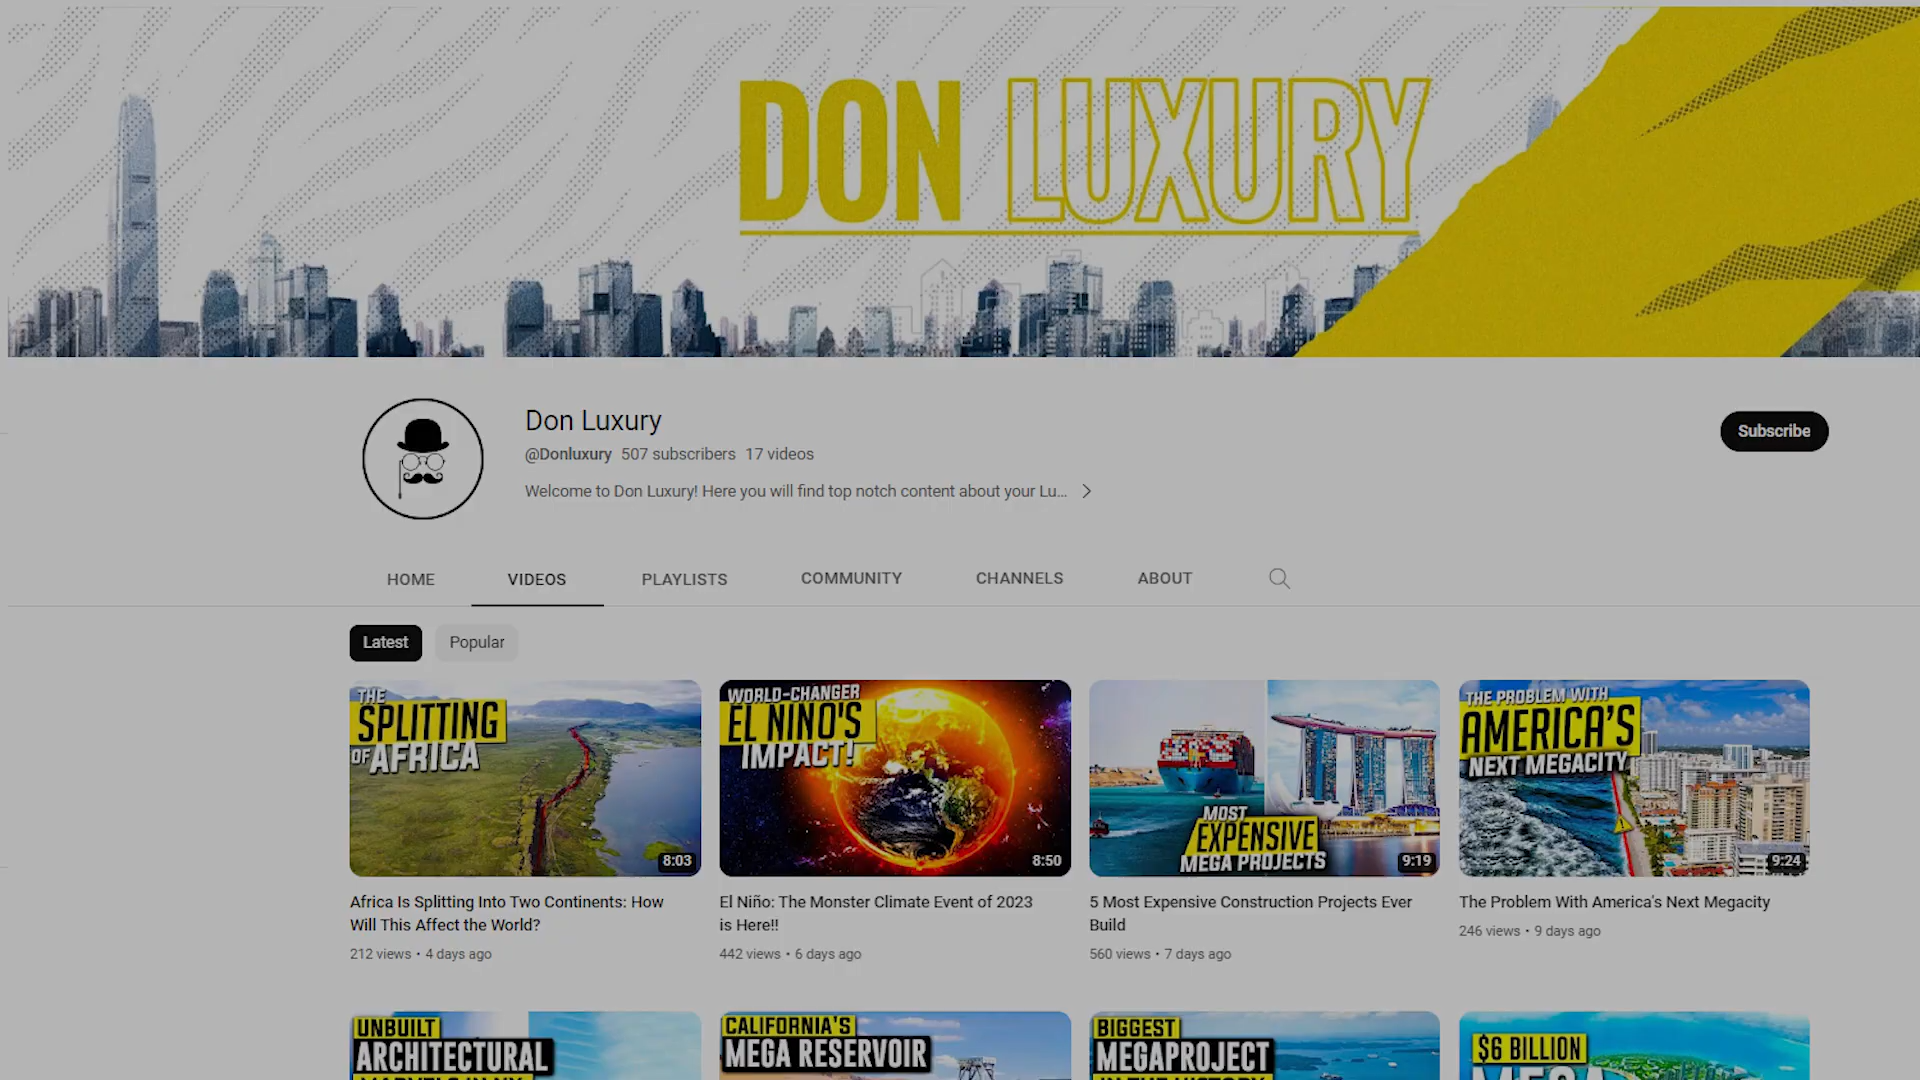 DON LUXURY
Don Luxury
@Donluxury 507 subscribers 17 videos
Welcome to Don Luxury! Here you will find top notch content about your Lu...
Subscribe
HOME VIDEOS PLAYLISTS COMMUNITY CHANNELS ABOUT
Latest Popular
THE
SPLITTING
OF AFRICA
8:03
WORLD-CHANGER
EL NINO'S
IMPACT!
8:50
MOST
EXPENSIVE
MEGA PROJECTS
9:19
THE PROBLEM WITH
AMERICA'S
NEXT MEGACITY
9:24
Africa Is Splitting Into Two Continents: How
Will This Affect the World?
212 views • 4 days ago
El Niño: The Monster Climate Event of 2023
is Here!!
442 views • 6 days ago
5 Most Expensive Construction Projects Ever
Build
560 views • 7 days ago
The Problem With America's Next Megacity
246 views • 9 days ago
UNBUILT
ARCHITECTURAL
CALIFORNIA'S
MEGA RESERVOIR
BIGGEST
MEGAPROJECT
$6 BILLION